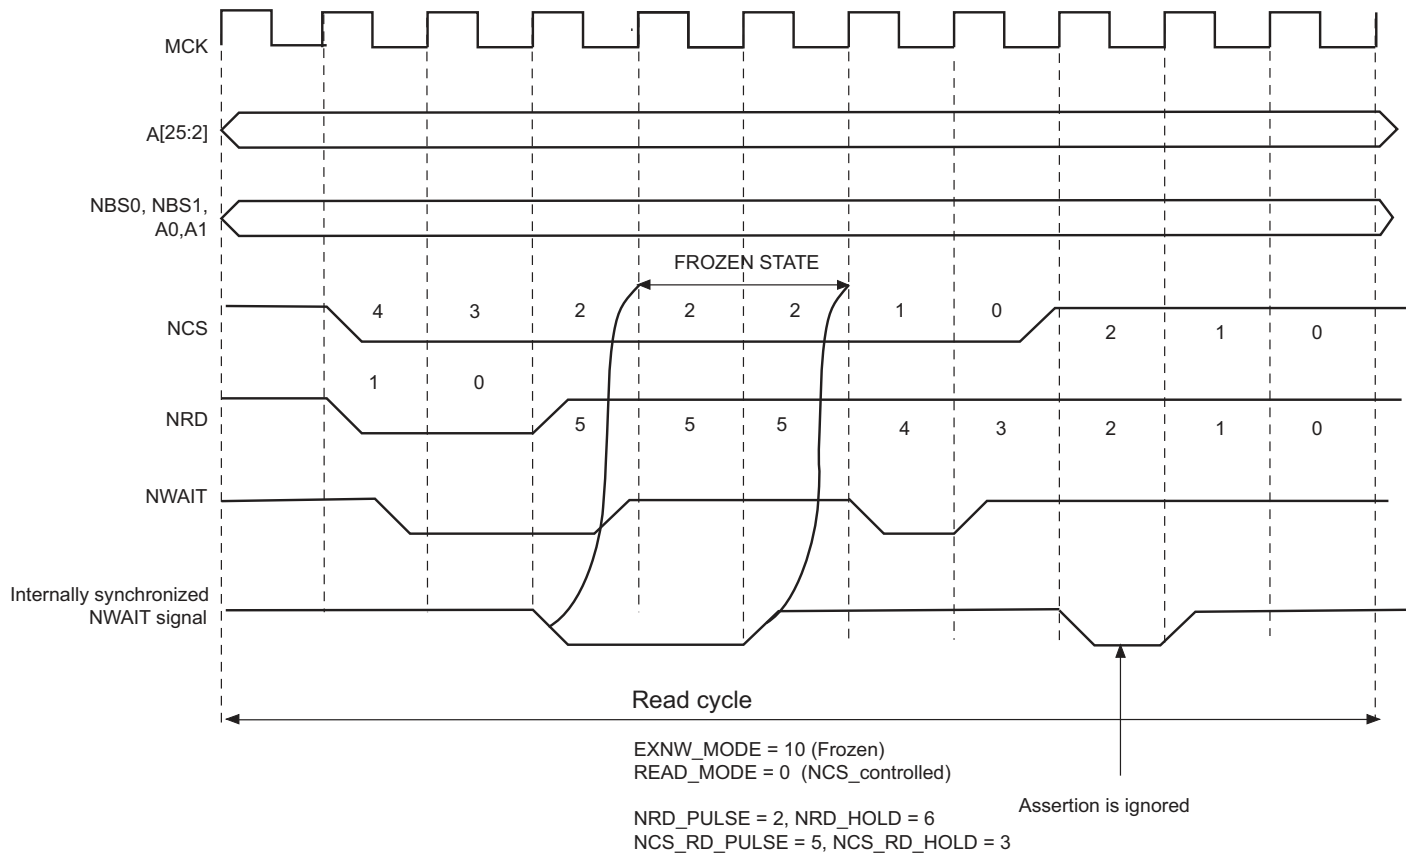 MCK
A[25:2]
NBS0, NBS1,
A0,A1
FROZEN STATE
NCS
4 3 2 2 2 1 0
2 1 0
1 0
NRD
5 5 5 4 3 2 1 0
NWAIT
Internally synchronized
NWAIT signal
Read cycle
EXNW_MODE = 10 (Frozen)
READ_MODE = 0 (NCS_controlled)
Assertion is ignored
NRD_PULSE = 2, NRD_HOLD = 6
NCS_RD_PULSE = 5, NCS_RD_HOLD = 3